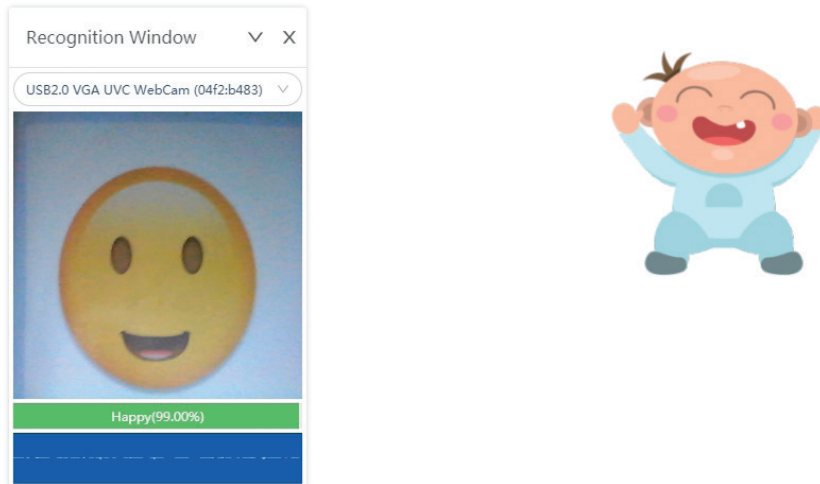 Recognition Window
USB2.0 VGA UVC WebCam (04f2:b483)
Happy(99.00%)